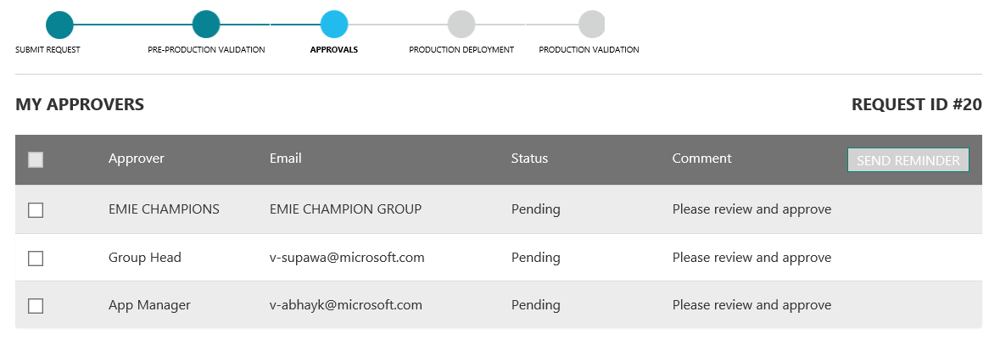 SUBMIT REQUEST PRE-PRODUCTION VALIDATION APPROVALS PRODUCTION DEPLOYMENT PRODUCTION VALIDATION
MY APPROVERS REQUEST ID #20
Approver Email Status Comment SEND REMINDER
EMIE CHAMPIONS EMIE CHAMPION GROUP Pending Please review and approve
Group Head v-supawa@microsoft.com Pending Please review and approve
App Manager v-abhayk@microsoft.com Pending Please review and approve